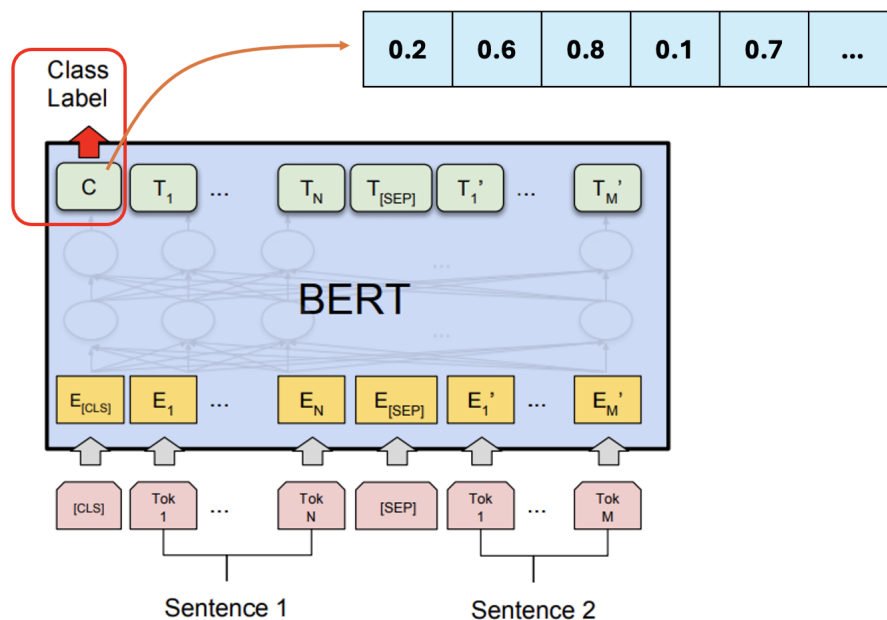 0.2 0.6 0.8 0.1 0.7 ...
Class
Label
C T1 ... TN T[SEP] T1' ... TM'
...
BERT
...
E[CLS] E1 ... EN E[SEP] E1' ... EM'
[CLS] Tok 1 ... Tok N [SEP] Tok 1 ... Tok M
Sentence 1 Sentence 2